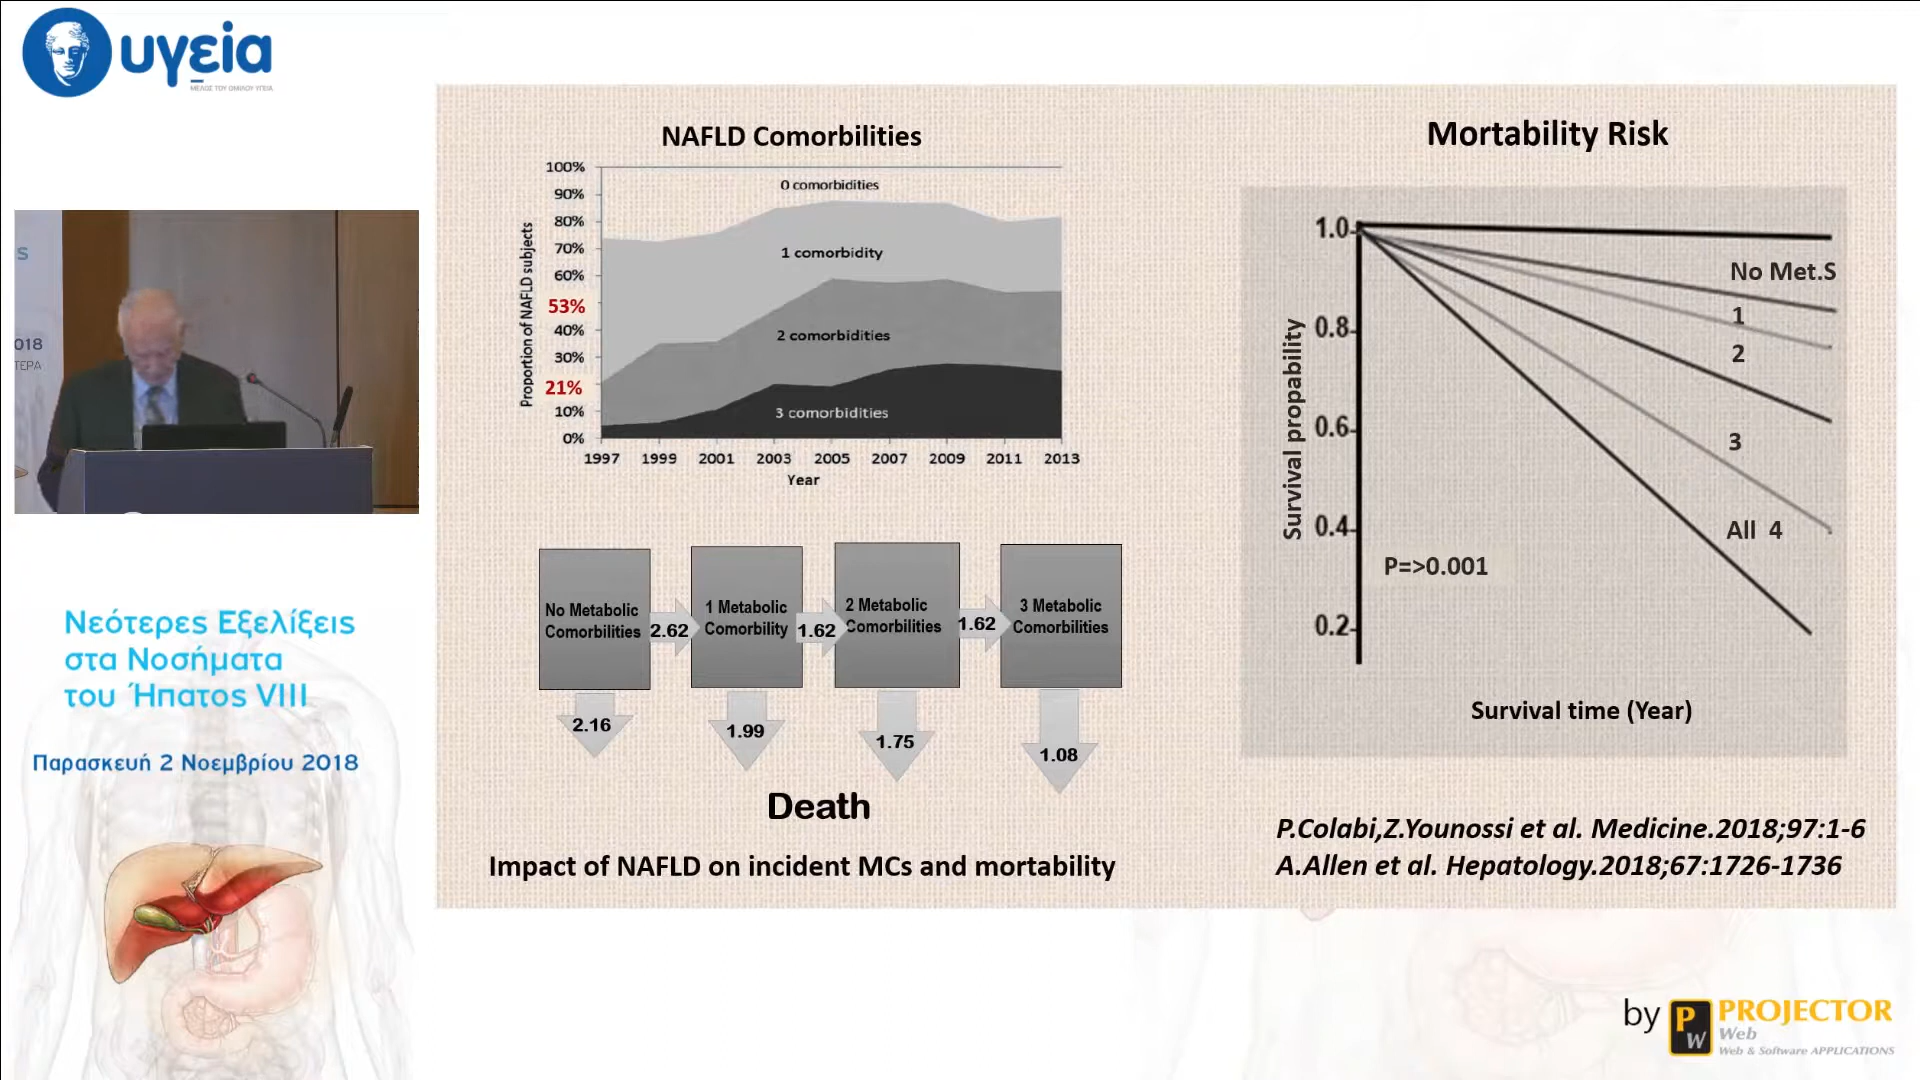 υγεία
ΜΕΛΟΣ ΤΟΥ ΟΜΙΛΟΥ ΥΓΕΙΑ
S
018
ΤΕΡΑ
Νεότερες Εξελίξεις
στα Νοσήματα
του Ήπατος VIII
Παρασκευή 2 Νοεμβρίου 2018
NAFLD Comorbilities
100%
90%
80%
70%
60%
53%
40%
30%
21%
10%
0%
Proportion of NAFLD subjects
0 comorbidities
1 comorbidity
2 comorbidities
3 comorbidities
1997 1999 2001 2003 2005 2007 2009 2011 2013
Year
No Metabolic
Comorbilities
2.62
1 Metabolic
Comorbility
1.62
2 Metabolic
Comorbilities
1.62
3 Metabolic
Comorbilities
2.16
1.99
1.75
1.08
Death
Impact of NAFLD on incident MCs and mortability
Mortability Risk
1.0
0.8
0.6
0.4
0.2
Survival propability
No Met.S
1
2
3
All 4
P=>0.001
Survival time (Year)
P.Colabi,Z.Younossi et al. Medicine.2018;97:1-6
A.Allen et al. Hepatology.2018;67:1726-1736
by
PW
PROJECTOR
Web
Web & Software APPLICATIONS